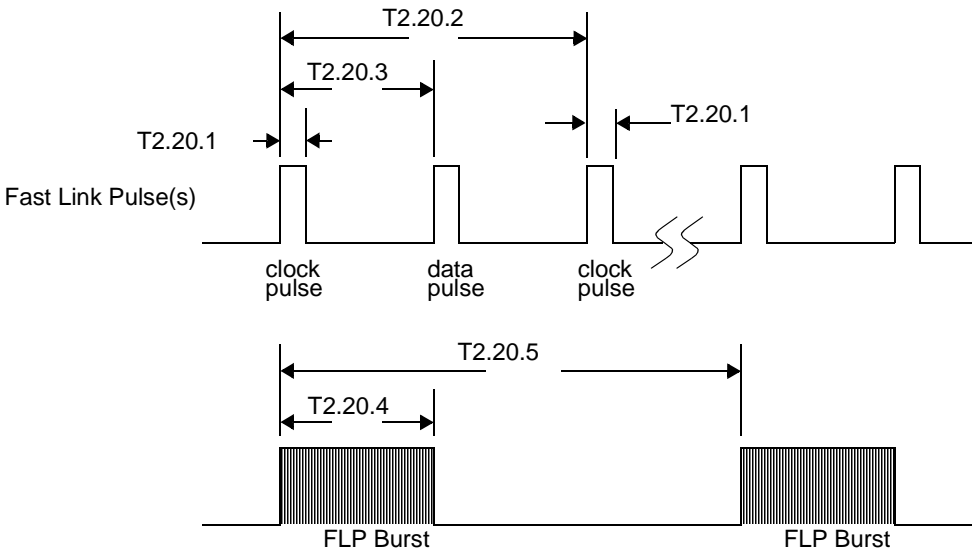 T2.20.2
T2.20.3
T2.20.1
T2.20.1
Fast Link Pulse(s)
clock
pulse
data
pulse
clock
pulse
T2.20.5
T2.20.4
FLP Burst
FLP Burst